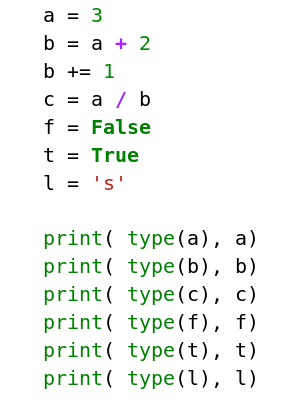 a = 3
b = a + 2
b += 1
c = a / b
f = False
t = True
l = 's'

print( type(a), a)
print( type(b), b)
print( type(c), c)
print( type(f), f)
print( type(t), t)
print( type(l), l)